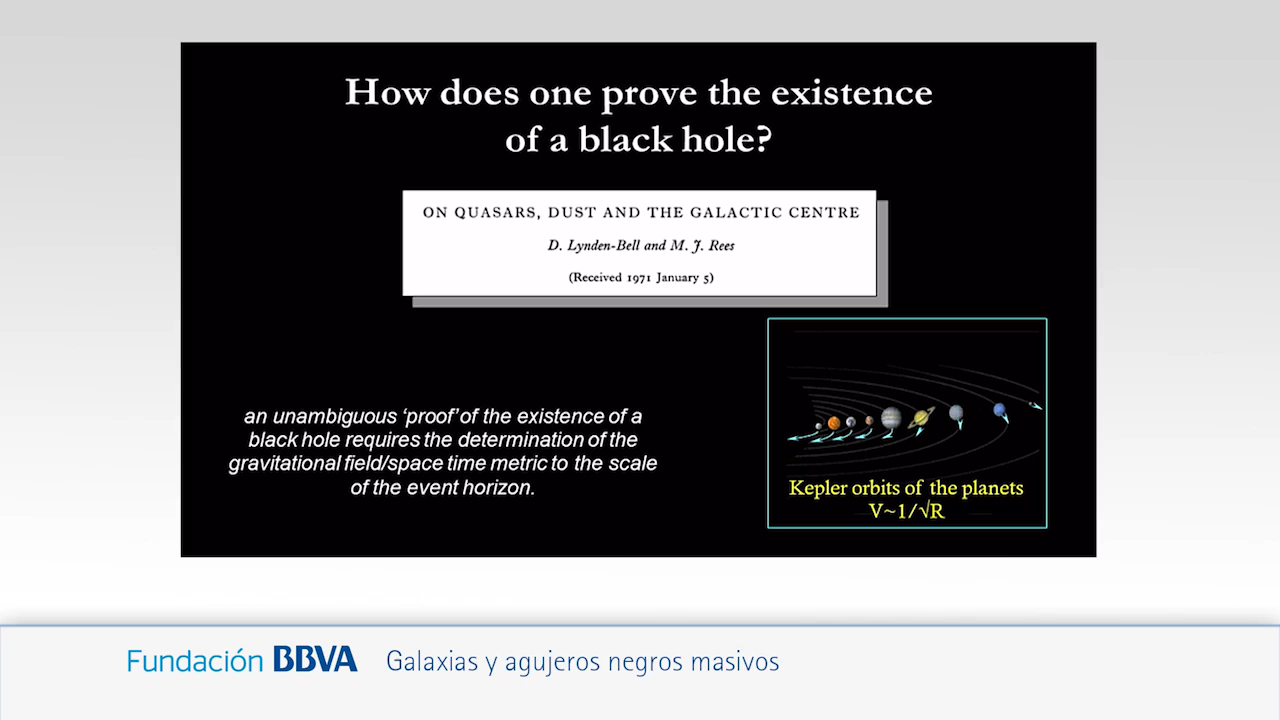 How does one prove the existence
of a black hole?
ON QUASARS, DUST AND THE GALACTIC CENTRE
D. Lynden-Bell and M. J. Rees
(Received 1971 January 5)
an unambiguous ‘proof’ of the existence of a
black hole requires the determination of the
gravitational field/space time metric to the scale
of the event horizon.
Kepler orbits of the planets
V~1/√R
Fundación BBVA Galaxias y agujeros negros masivos